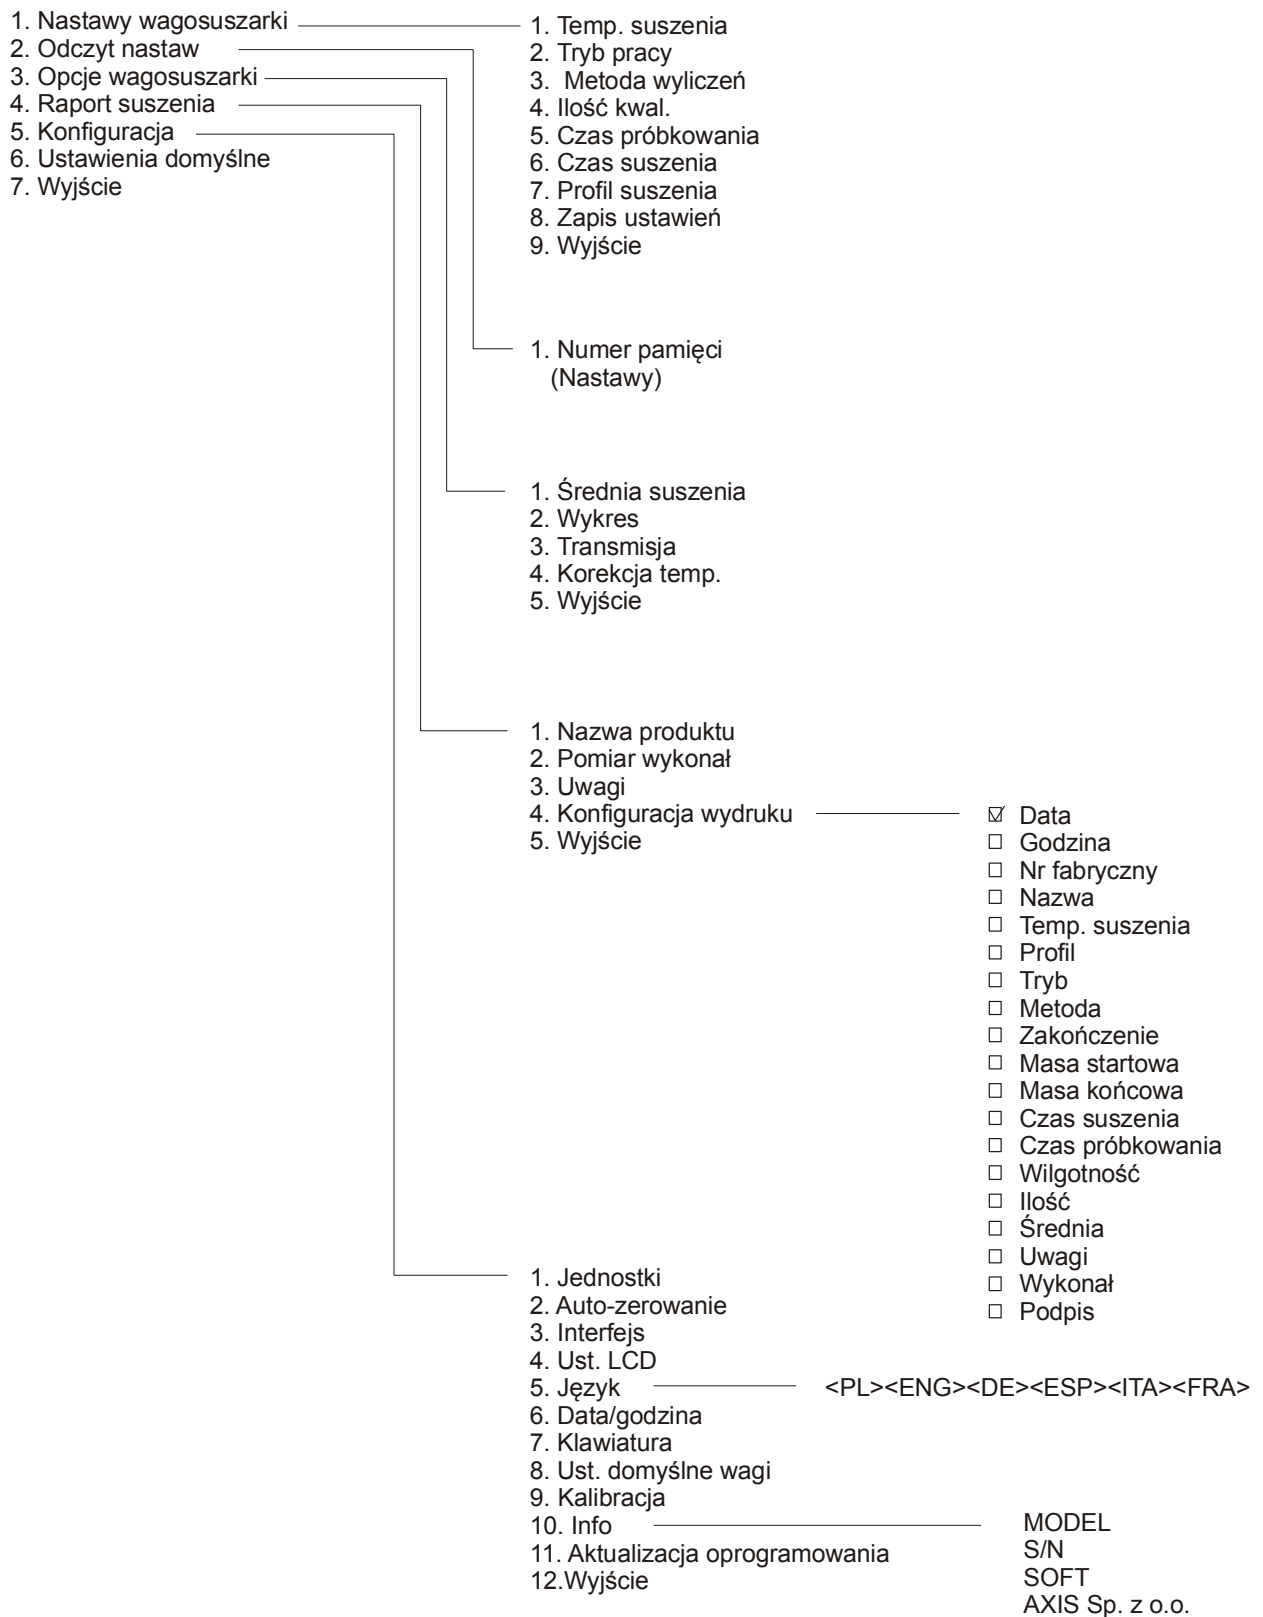 1. Nastawy wagosuszarki
2. Odczyt nastaw
3. Opcje wagosuszarki
4. Raport suszenia
5. Konfiguracja
6. Ustawienia domyślne
7. Wyjście
1. Temp. suszenia
2. Tryb pracy
3. Metoda wyliczeń
4. Ilość kwal.
5. Czas próbkowania
6. Czas suszenia
7. Profil suszenia
8. Zapis ustawień
9. Wyjście
1. Numer pamięci
(Nastawy)
1. Średnia suszenia
2. Wykres
3. Transmisja
4. Korekcja temp.
5. Wyjście
1. Nazwa produktu
2. Pomiar wykonał
3. Uwagi
4. Konfiguracja wydruku
5. Wyjście
☑ Data
☐ Godzina
☐ Nr fabryczny
☐ Nazwa
☐ Temp. suszenia
☐ Profil
☐ Tryb
☐ Metoda
☐ Zakończenie
☐ Masa startowa
☐ Masa końcowa
☐ Czas suszenia
☐ Czas próbkowania
☐ Wilgotność
☐ Ilość
☐ Średnia
☐ Uwagi
☐ Wykonał
☐ Podpis
1. Jednostki
2. Auto-zerowanie
3. Interfejs
4. Ust. LCD
5. Język
<PL><ENG><DE><ESP><ITA><FRA>
6. Data/godzina
7. Klawiatura
8. Ust. domyślne wagi
9. Kalibracja
10. Info
11. Aktualizacja oprogramowania
12.Wyjście
MODEL
S/N
SOFT
AXIS Sp. z o.o.